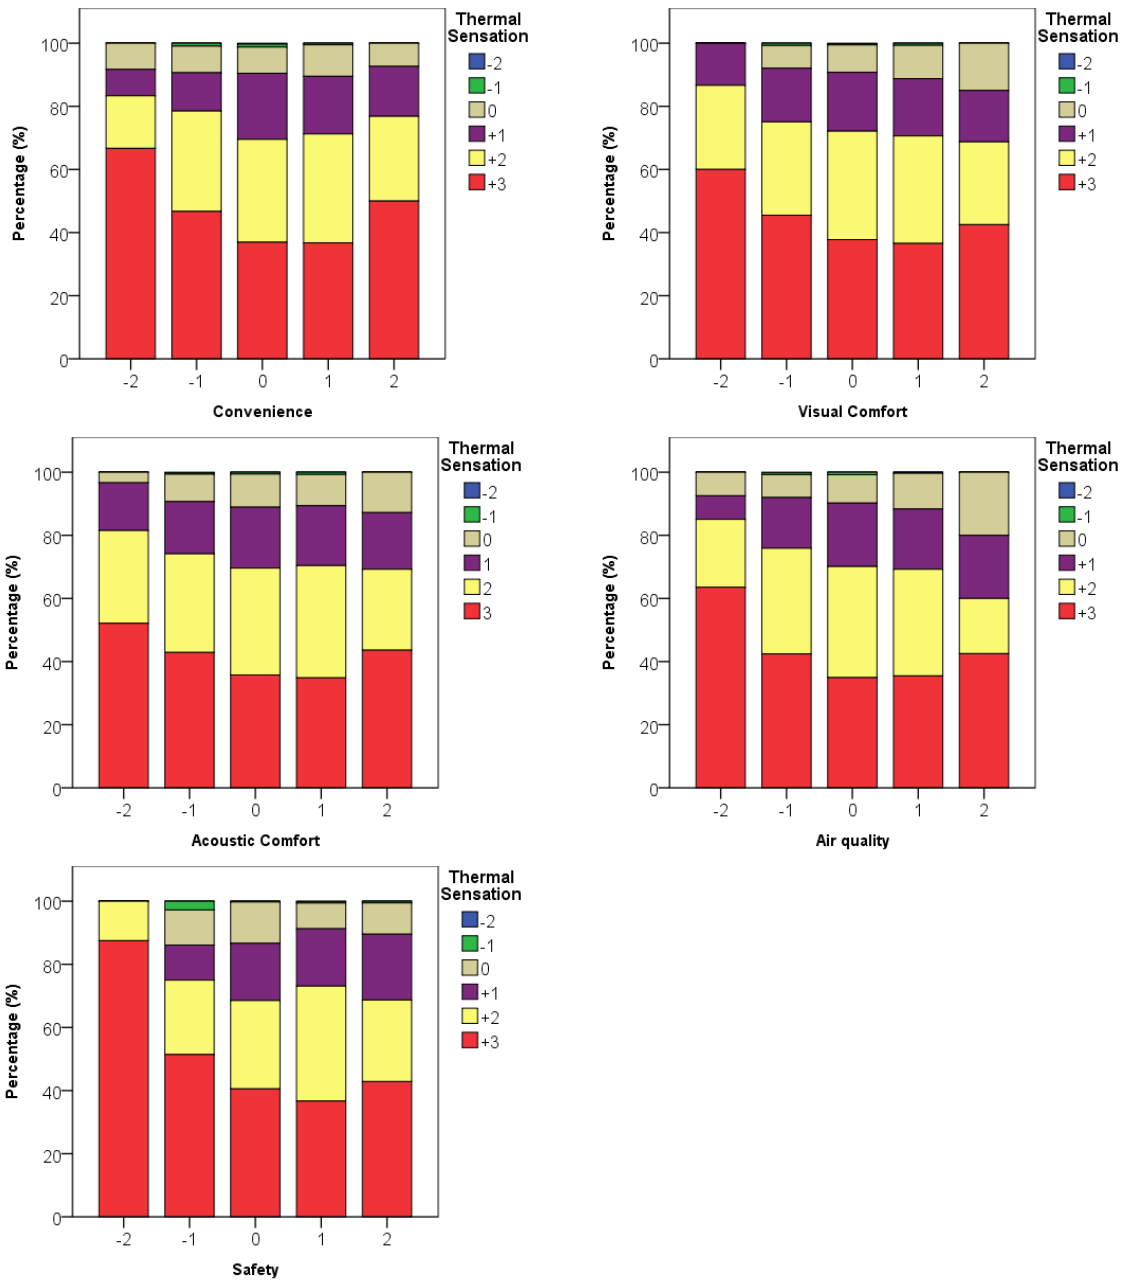 Thermal
Sensation
-2
-1
0
+1
+2
+3
100
80
60
40
20
0
Percentage (%)
-2 -1 0 1 2
Convenience
Thermal
Sensation
-2
-1
0
+1
+2
+3
100
80
60
40
20
0
Percentage (%)
-2 -1 0 1 2
Visual Comfort
Thermal
Sensation
-2
-1
0
1
2
3
100
80
60
40
20
0
Percentage (%)
-2 -1 0 1 2
Acoustic Comfort
Thermal
Sensation
-2
-1
0
+1
+2
+3
100
80
60
40
20
0
Percentage (%)
-2 -1 0 1 2
Air quality
Thermal
Sensation
-2
-1
0
+1
+2
+3
100
80
60
40
20
0
Percentage (%)
-2 -1 0 1 2
Safety